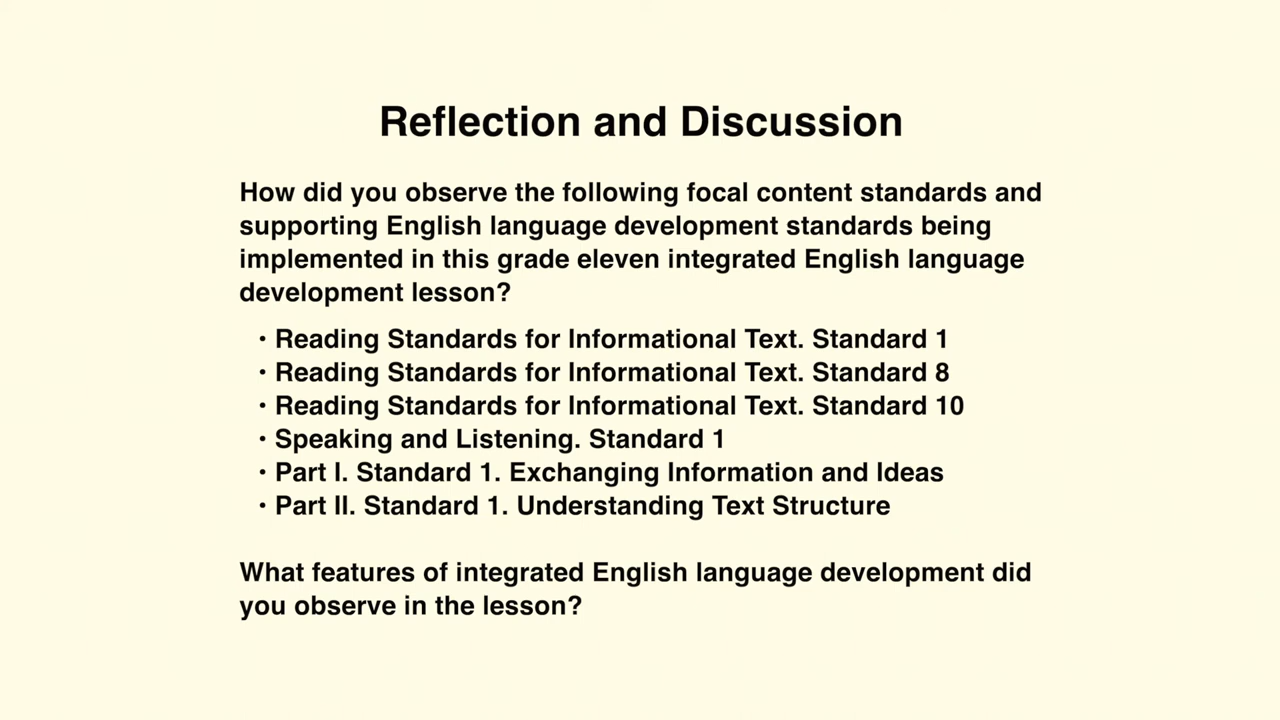 Reflection and Discussion
How did you observe the following focal content standards and
supporting English language development standards being
implemented in this grade eleven integrated English language
development lesson?
• Reading Standards for Informational Text. Standard 1
• Reading Standards for Informational Text. Standard 8
• Reading Standards for Informational Text. Standard 10
• Speaking and Listening. Standard 1
• Part I. Standard 1. Exchanging Information and Ideas
• Part II. Standard 1. Understanding Text Structure
What features of integrated English language development did
you observe in the lesson?